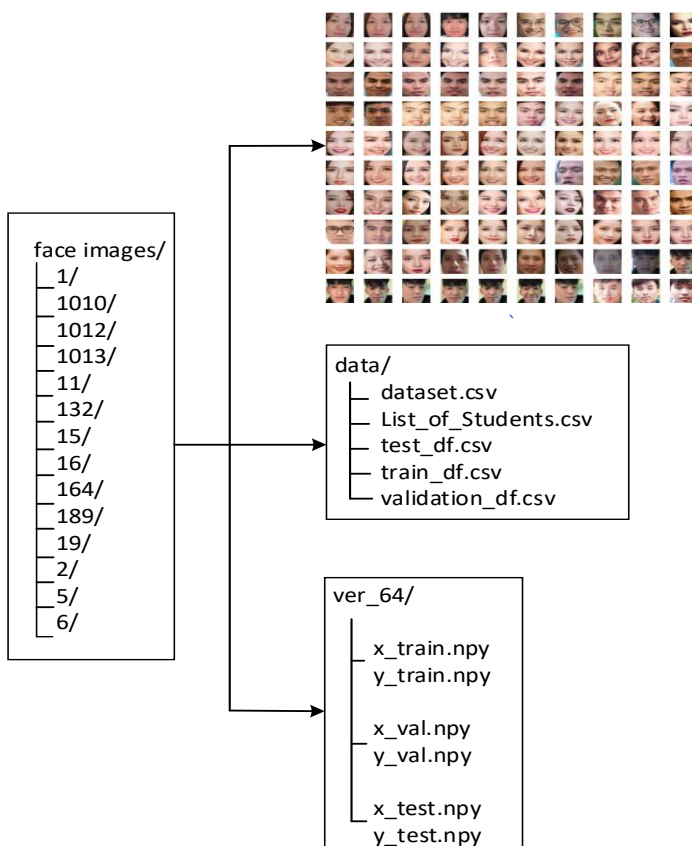 face images/
1/
1010/
1012/
1013/
11/
132/
15/
16/
164/
189/
19/
2/
5/
6/
data/
dataset.csv
List_of_Students.csv
test_df.csv
train_df.csv
validation_df.csv
ver_64/
x_train.npy
y_train.npy
x_val.npy
y_val.npy
x_test.npy
y_test.npy